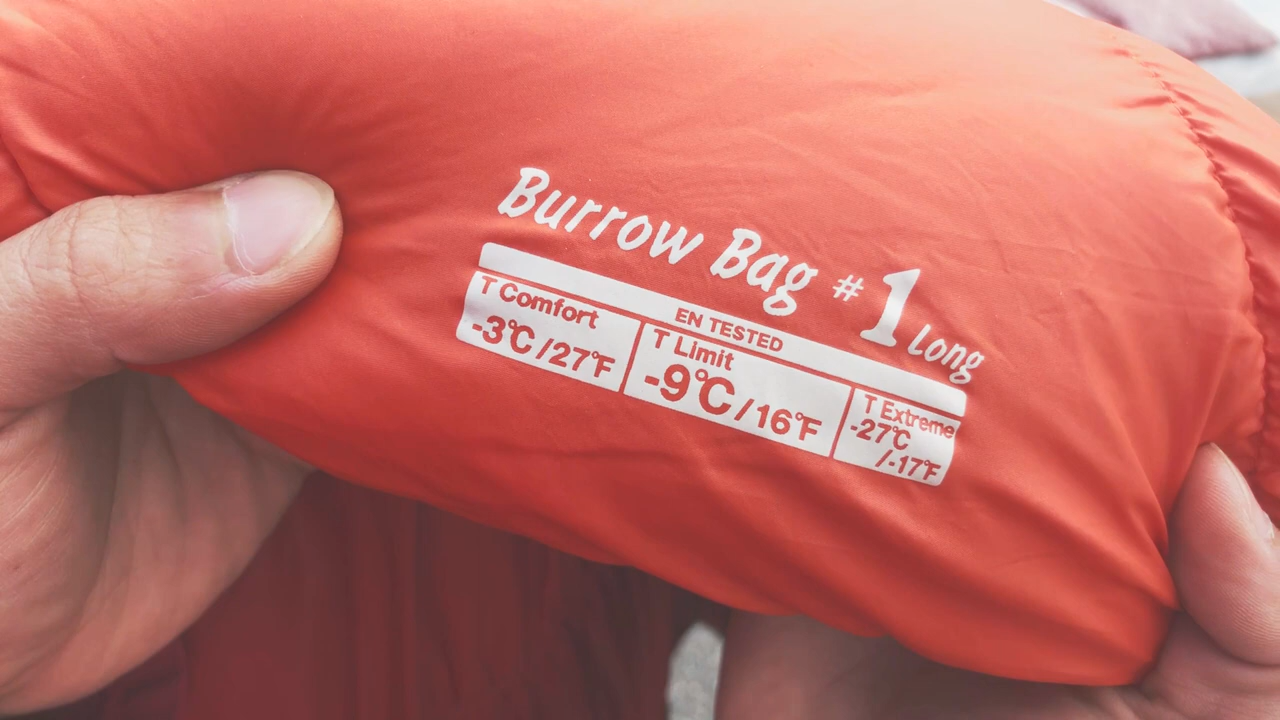 Burrow Bag #1 Long
EN TESTED
T Comfort
-3℃/27℉
T Limit
-9℃/16℉
T Extreme
-27℃
/-17℉